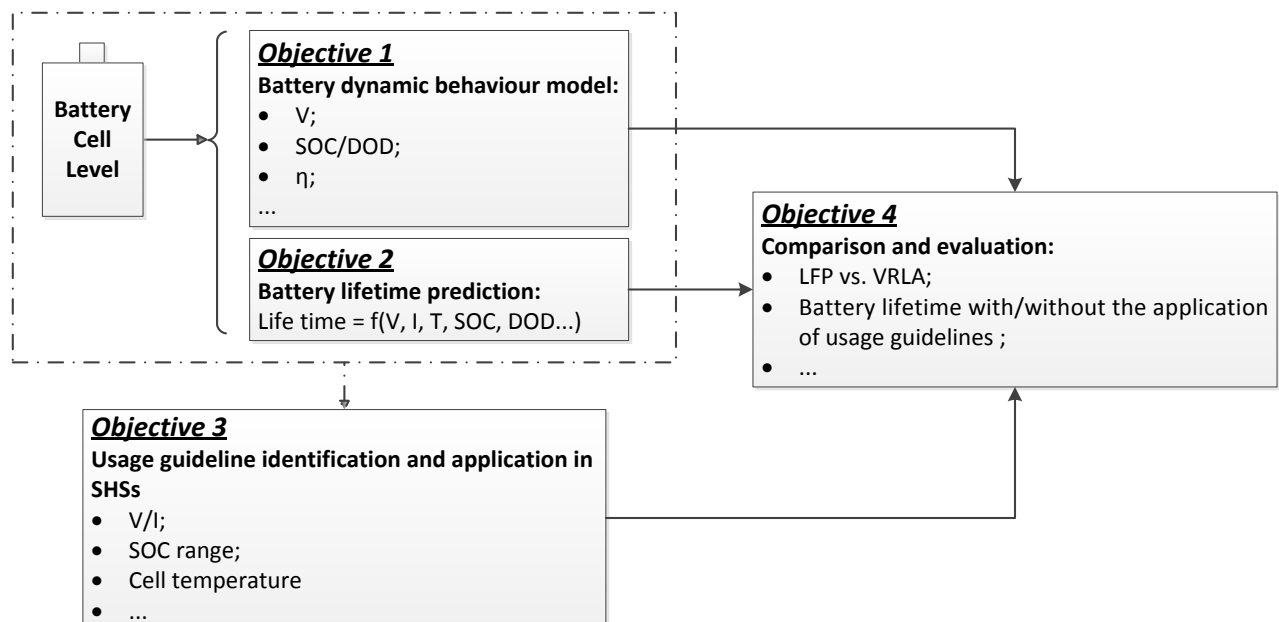 Battery
Cell
Level
Objective 1
Battery dynamic behaviour model:
• V;
• SOC/DOD;
• η;
...
Objective 2
Battery lifetime prediction:
Life time = f(V, I, T, SOC, DOD...)
Objective 3
Usage guideline identification and application in
SHSs
• V/I;
• SOC range;
• Cell temperature
• ...
Objective 4
Comparison and evaluation:
• LFP vs. VRLA;
• Battery lifetime with/without the application
of usage guidelines ;
• ...